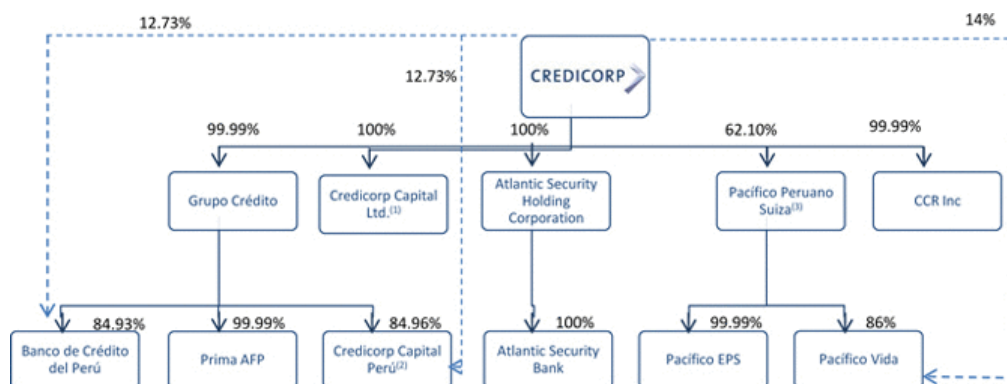 12.73%
14%
CREDICORP
12.73%
99.99%
100%
100%
62.10%
99.99%
Grupo Crédito
Credicorp Capital
Ltd.(1)
Atlantic Security
Holding
Corporation
Pacífico Peruano
Suiza(3)
CCR Inc
84.93%
99.99%
84.96%
100%
99.99%
86%
Banco de Crédito
del Perú
Prima AFP
Credicorp Capital
Perú(2)
Atlantic Security
Bank
Pacífico EPS
Pacífico Vida